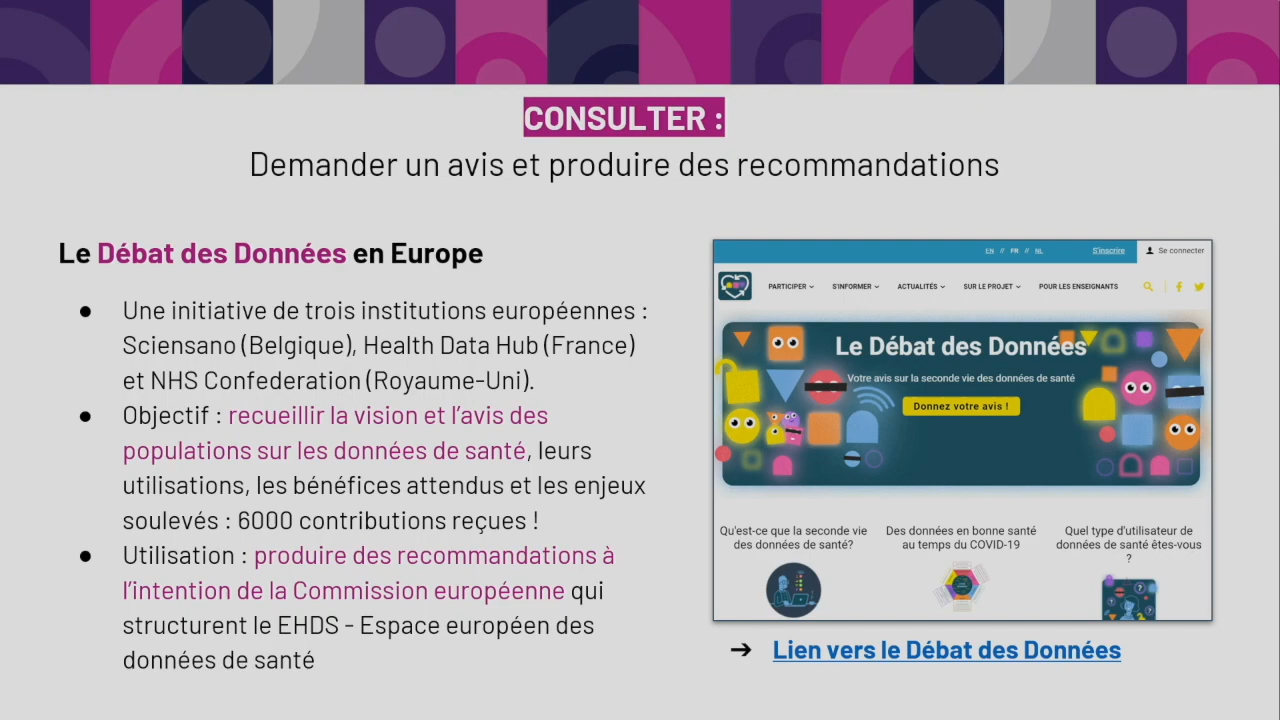 CONSULTER :
Demander un avis et produire des recommandations
Le Débat des Données en Europe
● Une initiative de trois institutions européennes :
Sciensano (Belgique), Health Data Hub (France)
et NHS Confederation (Royaume-Uni).
● Objectif : recueillir la vision et l’avis des
populations sur les données de santé, leurs
utilisations, les bénéfices attendus et les enjeux
soulevés : 6000 contributions reçues !
● Utilisation : produire des recommandations à
l’intention de la Commission européenne qui
structurent le EHDS - Espace européen des
données de santé
EN // FR // NL S'inscrire Se connecter
PARTICIPER S'INFORMER ACTUALITÉS SUR LE PROJET POUR LES ENSEIGNANTS
Le Débat des Données
Votre avis sur la seconde vie des données de santé
Donnez votre avis !
Qu'est-ce que la seconde vie
des données de santé?
Des données en bonne santé
au temps du COVID-19
Quel type d'utilisateur de
données de santé êtes-vous
?
➔ Lien vers le Débat des Données